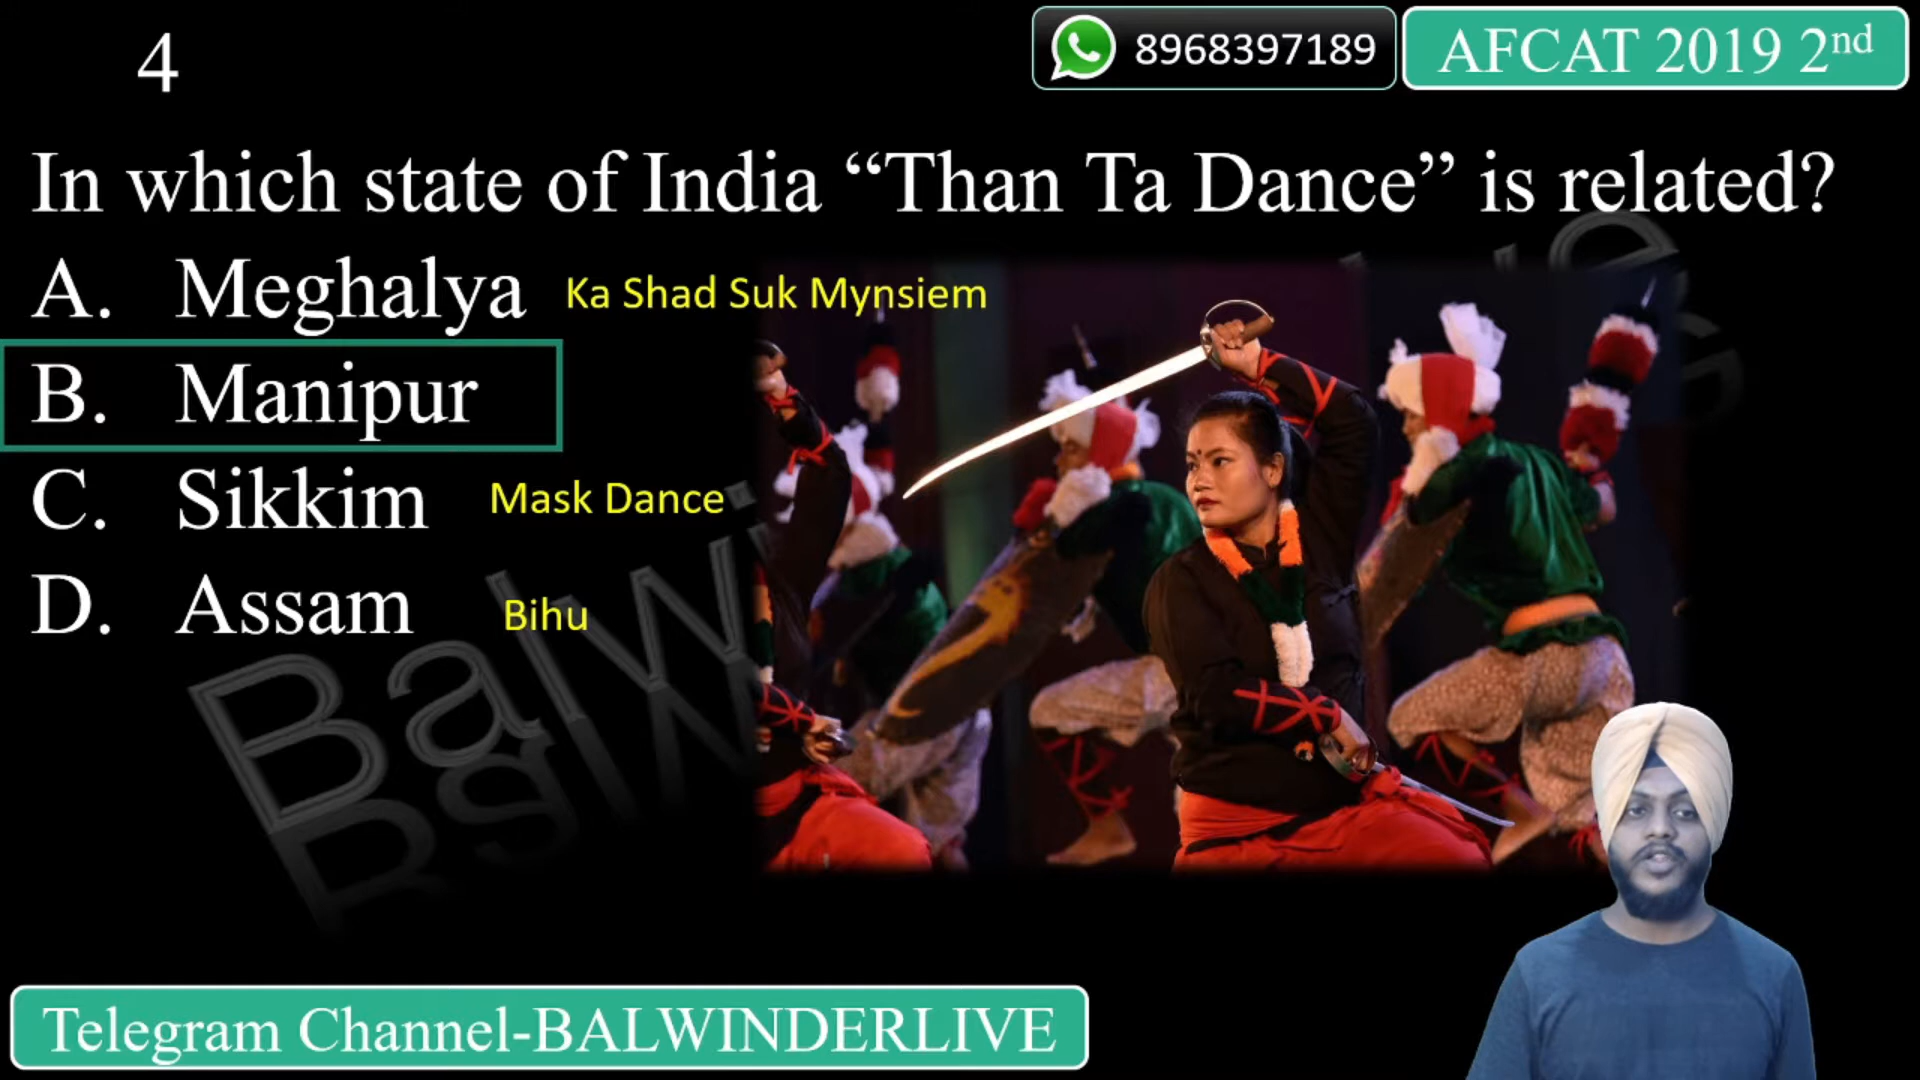 4
8968397189
AFCAT 2019 2nd
In which state of India “Than Ta Dance” is related?
A. Meghalya Ka Shad Suk Mynsiem
B. Manipur
C. Sikkim Mask Dance
D. Assam Bihu
Telegram Channel-BALWINDERLIVE